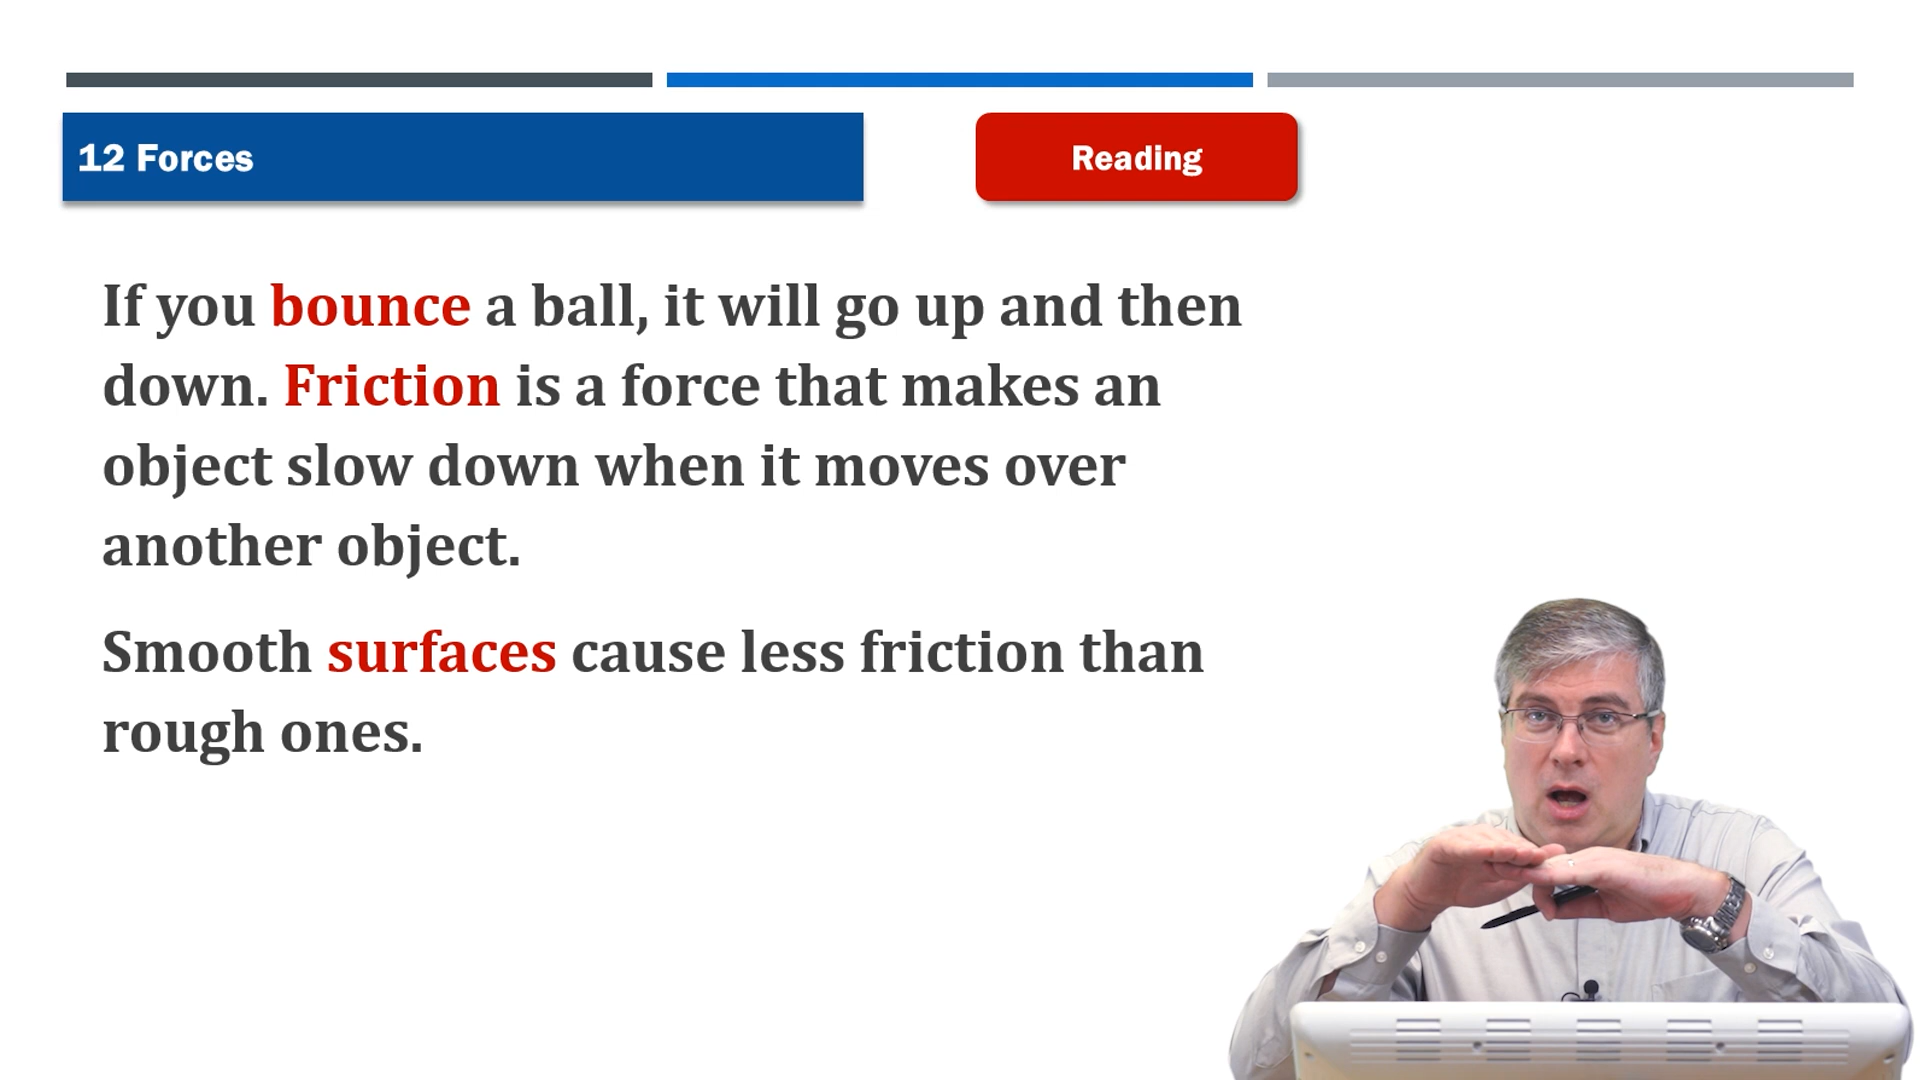 12 Forces
Reading
If you bounce a ball, it will go up and then
down. Friction is a force that makes an
object slow down when it moves over
another object.
Smooth surfaces cause less friction than
rough ones.